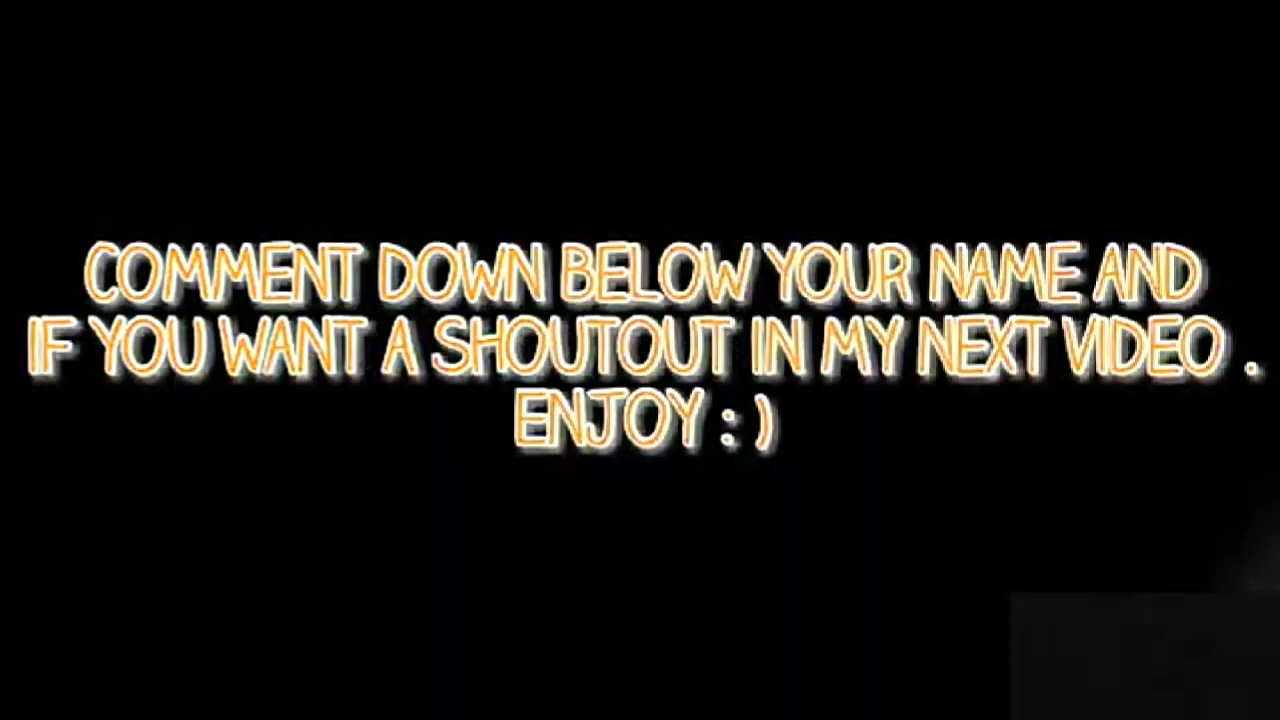 COMMENT DOWN BELOW YOUR NAME AND
IF YOU WANT A SHOUTOUT IN MY NEXT VIDEO .
ENJOY : )